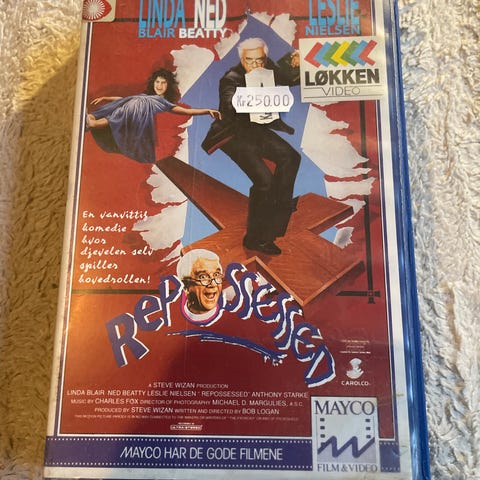 LINDA NED LESLIE
BLAIR BEATTY NIELSEN
LØKKEN
VIDEO
Kr250.00
En vanvittig
komedie
hvor
djevelen selv
spiller
hovedrollen!
REPOSSESSED
CAROLCO
A STEVE WIZAN PRODUCTION
LINDA BLAIR NED BEATTY LESLIE NIELSEN "REPOSSESSED" ANTHONY STARKE
MUSIC BY CHARLES FOX DIRECTOR OF PHOTOGRAPHY MICHAEL D. MARGULIES, A.S.C.
PRODUCED BY STEVE WIZAN WRITTEN AND DIRECTED BY BOB LOGAN
ULTRA-STEREO
MAYCO
FILM & VIDEO
MAYCO HAR DE GODE FILMENE